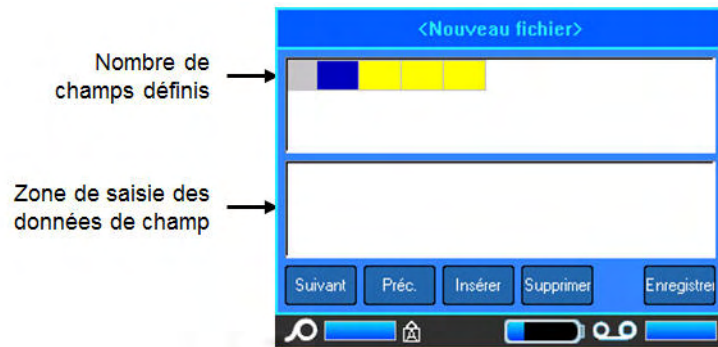 <Nouveau fichier>
Nombre de
champs définis
Zone de saisie des
données de champ
Suivant Préc. Insérer Supprimer Enregistrer
A